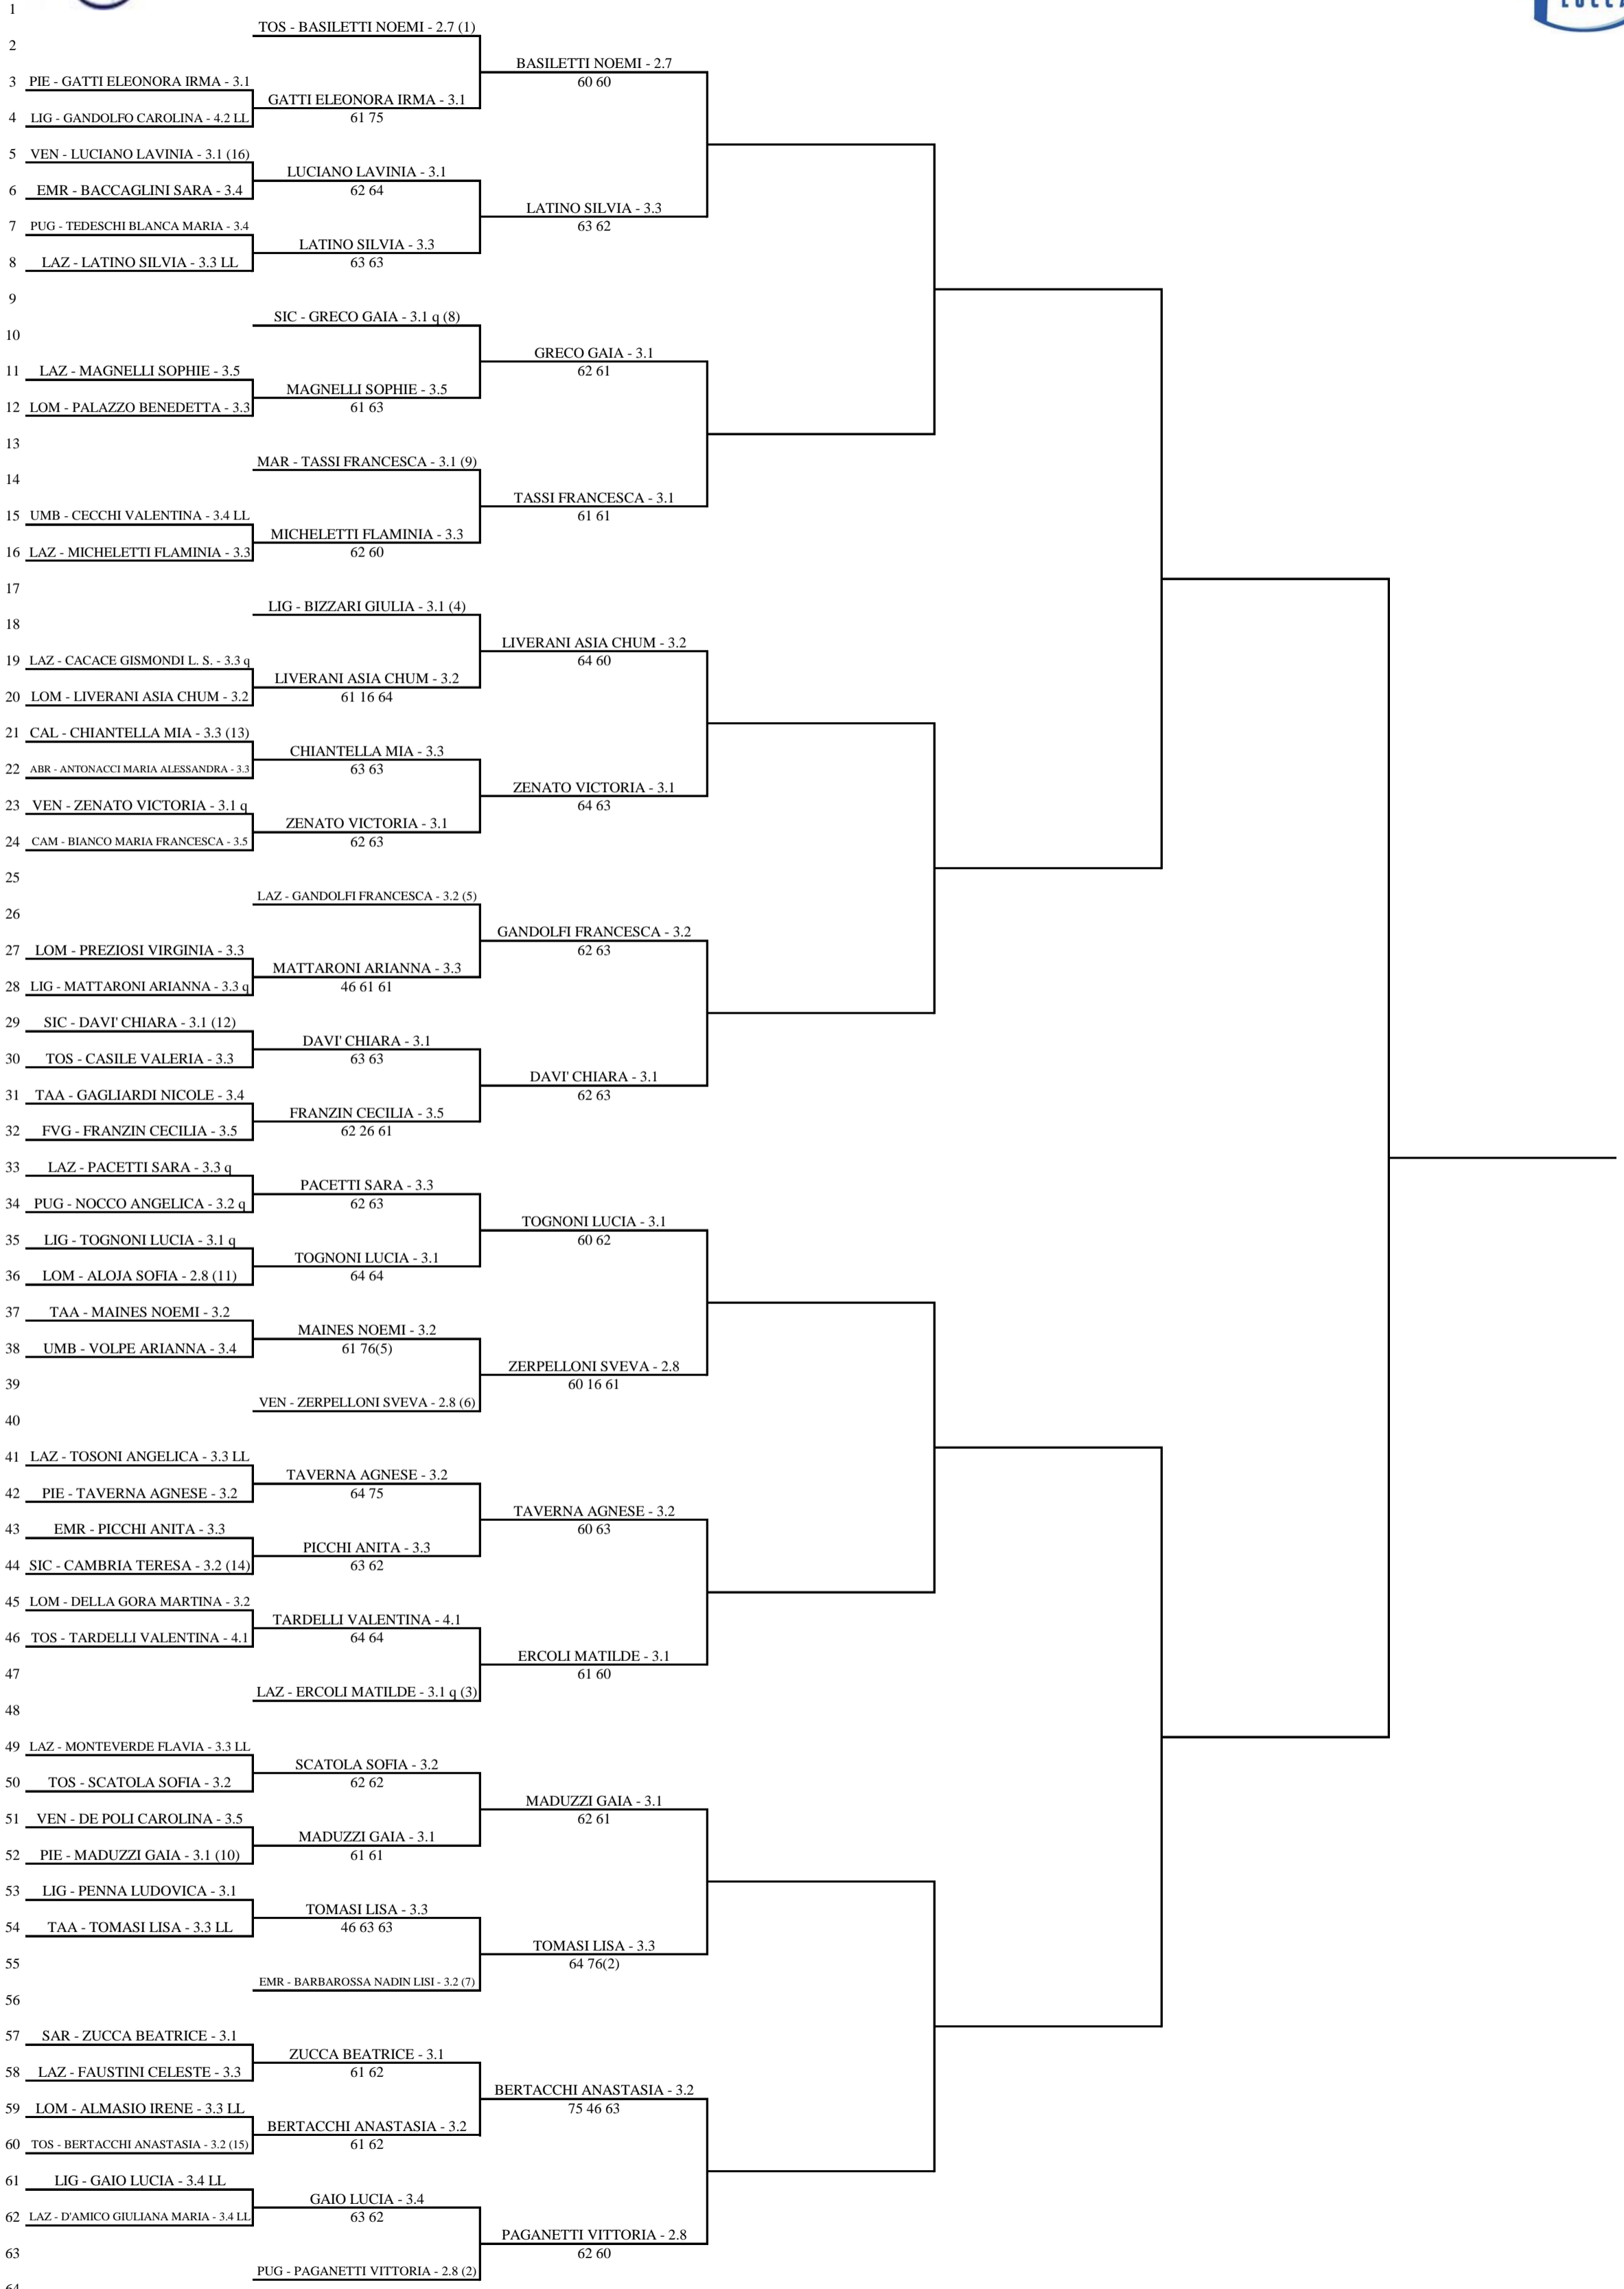 1
LUCCA
TOS - BASILETTI NOEMI - 2.7 (1)
2
BASILETTI NOEMI - 2.7
60 60
3 PIE - GATTI ELEONORA IRMA - 3.1
GATTI ELEONORA IRMA - 3.1
61 75
4 LIG - GANDOLFO CAROLINA - 4.2 LL
5 VEN - LUCIANO LAVINIA - 3.1 (16)
LUCIANO LAVINIA - 3.1
62 64
6 EMR - BACCAGLINI SARA - 3.4
LATINO SILVIA - 3.3
63 62
7 PUG - TEDESCHI BLANCA MARIA - 3.4
LATINO SILVIA - 3.3
63 63
8 LAZ - LATINO SILVIA - 3.3 LL
9
SIC - GRECO GAIA - 3.1 q (8)
10
GRECO GAIA - 3.1
62 61
11 LAZ - MAGNELLI SOPHIE - 3.5
MAGNELLI SOPHIE - 3.5
61 63
12 LOM - PALAZZO BENEDETTA - 3.3
13
MAR - TASSI FRANCESCA - 3.1 (9)
14
TASSI FRANCESCA - 3.1
61 61
15 UMB - CECCHI VALENTINA - 3.4 LL
MICHELETTI FLAMINIA - 3.3
62 60
16 LAZ - MICHELETTI FLAMINIA - 3.3
17
LIG - BIZZARI GIULIA - 3.1 (4)
18
LIVERANI ASIA CHUM - 3.2
64 60
19 LAZ - CACACE GISMONDI L. S. - 3.3 q
LIVERANI ASIA CHUM - 3.2
61 16 64
20 LOM - LIVERANI ASIA CHUM - 3.2
21 CAL - CHIANTELLA MIA - 3.3 (13)
CHIANTELLA MIA - 3.3
63 63
22 ABR - ANTONACCI MARIA ALESSANDRA - 3.3
ZENATO VICTORIA - 3.1
64 63
23 VEN - ZENATO VICTORIA - 3.1 q
ZENATO VICTORIA - 3.1
62 63
24 CAM - BIANCO MARIA FRANCESCA - 3.5
25
LAZ - GANDOLFI FRANCESCA - 3.2 (5)
26
GANDOLFI FRANCESCA - 3.2
62 63
27 LOM - PREZIOSI VIRGINIA - 3.3
MATTARONI ARIANNA - 3.3
46 61 61
28 LIG - MATTARONI ARIANNA - 3.3 q
29 SIC - DAVI' CHIARA - 3.1 (12)
DAVI' CHIARA - 3.1
63 63
30 TOS - CASILE VALERIA - 3.3
DAVI' CHIARA - 3.1
62 63
31 TAA - GAGLIARDI NICOLE - 3.4
FRANZIN CECILIA - 3.5
62 26 61
32 FVG - FRANZIN CECILIA - 3.5
33 LAZ - PACETTI SARA - 3.3 q
PACETTI SARA - 3.3
62 63
34 PUG - NOCCO ANGELICA - 3.2 q
TOGNONI LUCIA - 3.1
60 62
35 LIG - TOGNONI LUCIA - 3.1 q
TOGNONI LUCIA - 3.1
64 64
36 LOM - ALOJA SOFIA - 2.8 (11)
37 TAA - MAINES NOEMI - 3.2
MAINES NOEMI - 3.2
61 76(5)
38 UMB - VOLPE ARIANNA - 3.4
ZERPELLONI SVEVA - 2.8
60 16 61
39
VEN - ZERPELLONI SVEVA - 2.8 (6)
40
41 LAZ - TOSONI ANGELICA - 3.3 LL
TAVERNA AGNESE - 3.2
64 75
42 PIE - TAVERNA AGNESE - 3.2
TAVERNA AGNESE - 3.2
60 63
43 EMR - PICCHI ANITA - 3.3
PICCHI ANITA - 3.3
63 62
44 SIC - CAMBRIA TERESA - 3.2 (14)
45 LOM - DELLA GORA MARTINA - 3.2
TARDELLI VALENTINA - 4.1
64 64
46 TOS - TARDELLI VALENTINA - 4.1
ERCOLI MATILDE - 3.1
61 60
47
LAZ - ERCOLI MATILDE - 3.1 q (3)
48
49 LAZ - MONTEVERDE FLAVIA - 3.3 LL
SCATOLA SOFIA - 3.2
62 62
50 TOS - SCATOLA SOFIA - 3.2
MADUZZI GAIA - 3.1
62 61
51 VEN - DE POLI CAROLINA - 3.5
MADUZZI GAIA - 3.1
61 61
52 PIE - MADUZZI GAIA - 3.1 (10)
53 LIG - PENNA LUDOVICA - 3.1
TOMASI LISA - 3.3
46 63 63
54 TAA - TOMASI LISA - 3.3 LL
TOMASI LISA - 3.3
64 76(2)
55
EMR - BARBAROSSA NADIN LISI - 3.2 (7)
56
57 SAR - ZUCCA BEATRICE - 3.1
ZUCCA BEATRICE - 3.1
61 62
58 LAZ - FAUSTINI CELESTE - 3.3
BERTACCHI ANASTASIA - 3.2
75 46 63
59 LOM - ALMASIO IRENE - 3.3 LL
BERTACCHI ANASTASIA - 3.2
61 62
60 TOS - BERTACCHI ANASTASIA - 3.2 (15)
61 LIG - GAIO LUCIA - 3.4 LL
GAIO LUCIA - 3.4
63 62
62 LAZ - D'AMICO GIULIANA MARIA - 3.4 LL
PAGANETTI VITTORIA - 2.8
62 60
63
PUG - PAGANETTI VITTORIA - 2.8 (2)
64